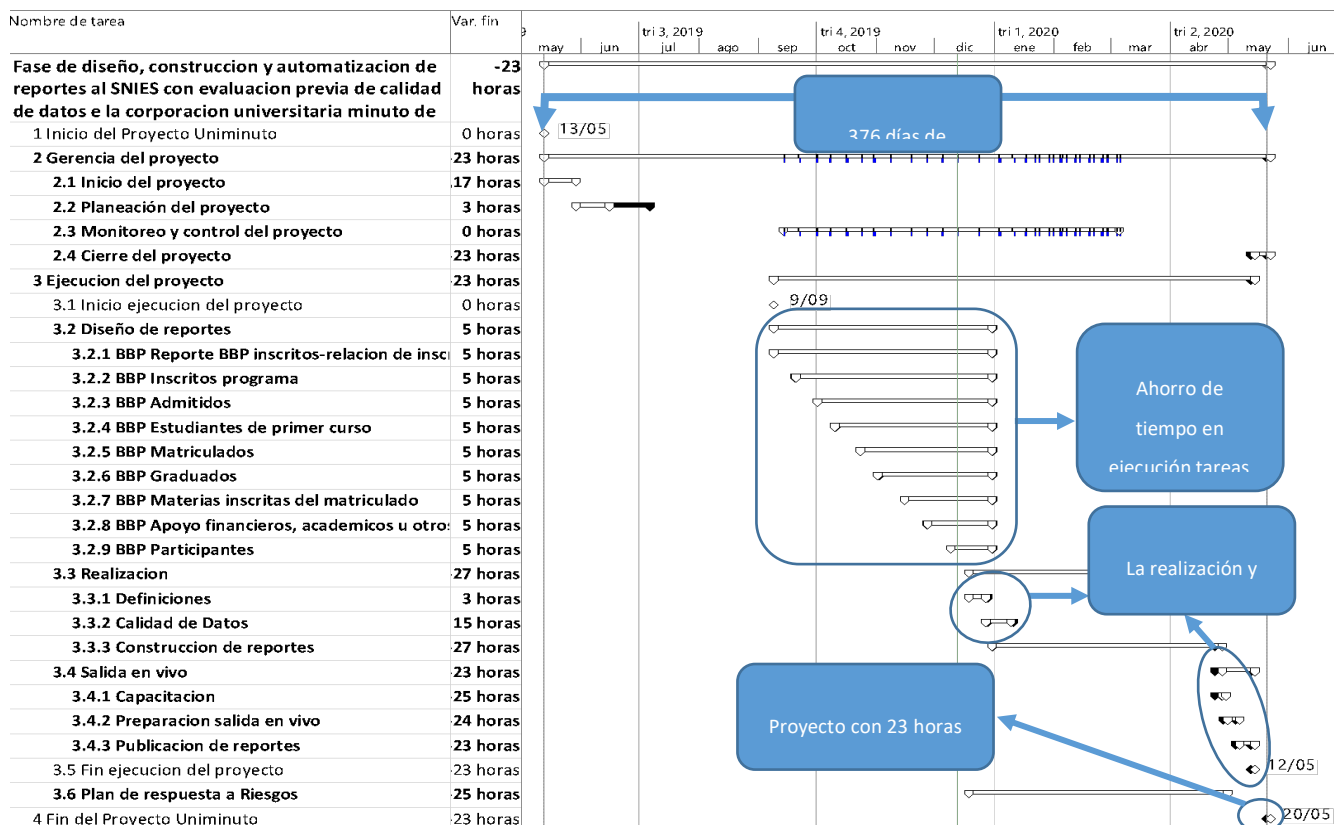 Nombre de tarea
Var. fin
9
tri 3, 2019
tri 4, 2019
tri 1, 2020
tri 2, 2020
may
jun
jul
ago
sep
oct
nov
dic
ene
feb
mar
abr
may
jun
Fase de diseño, construccion y automatizacion de
reportes al SNIES con evaluacion previa de calidad
de datos e la corporacion universitaria minuto de
-23
horas
376 días de
1 Inicio del Proyecto Uniminuto
0 horas
13/05
2 Gerencia del proyecto
-23 horas
2.1 Inicio del proyecto
,17 horas
2.2 Planeación del proyecto
3 horas
2.3 Monitoreo y control del proyecto
0 horas
2.4 Cierre del proyecto
-23 horas
3 Ejecucion del proyecto
-23 horas
3.1 Inicio ejecucion del proyecto
0 horas
9/09
3.2 Diseño de reportes
5 horas
3.2.1 BBP Reporte BBP inscritos-relacion de inscr
5 horas
3.2.2 BBP Inscritos programa
5 horas
3.2.3 BBP Admitidos
5 horas
3.2.4 BBP Estudiantes de primer curso
5 horas
3.2.5 BBP Matriculados
5 horas
3.2.6 BBP Graduados
5 horas
3.2.7 BBP Materias inscritas del matriculado
5 horas
3.2.8 BBP Apoyo financieros, academicos u otros
5 horas
3.2.9 BBP Participantes
5 horas
Ahorro de
tiempo en
ejecución tareas
3.3 Realizacion
-27 horas
La realización y
3.3.1 Definiciones
3 horas
3.3.2 Calidad de Datos
15 horas
3.3.3 Construccion de reportes
-27 horas
3.4 Salida en vivo
-23 horas
3.4.1 Capacitacion
-25 horas
3.4.2 Preparacion salida en vivo
-24 horas
3.4.3 Publicacion de reportes
-23 horas
Proyecto con 23 horas
3.5 Fin ejecucion del proyecto
-23 horas
12/05
3.6 Plan de respuesta a Riesgos
-25 horas
4 Fin del Proyecto Uniminuto
-23 horas
20/05